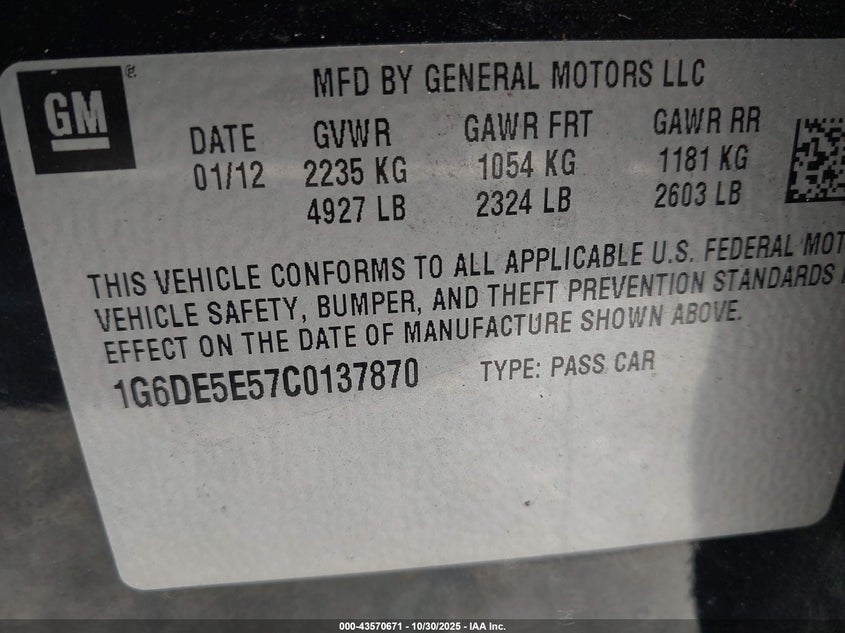 GM
MFD BY GENERAL MOTORS LLC
DATE GVWR GAWR FRT GAWR RR
01/12 2235 KG 1054 KG 1181 KG
4927 LB 2324 LB 2603 LB
THIS VEHICLE CONFORMS TO ALL APPLICABLE U.S. FEDERAL MOT
VEHICLE SAFETY, BUMPER, AND THEFT PREVENTION STANDARDS
EFFECT ON THE DATE OF MANUFACTURE SHOWN ABOVE.
1G6DE5E57C0137870 TYPE: PASS CAR
000-43570671 - 10/30/2025 - IAA Inc.